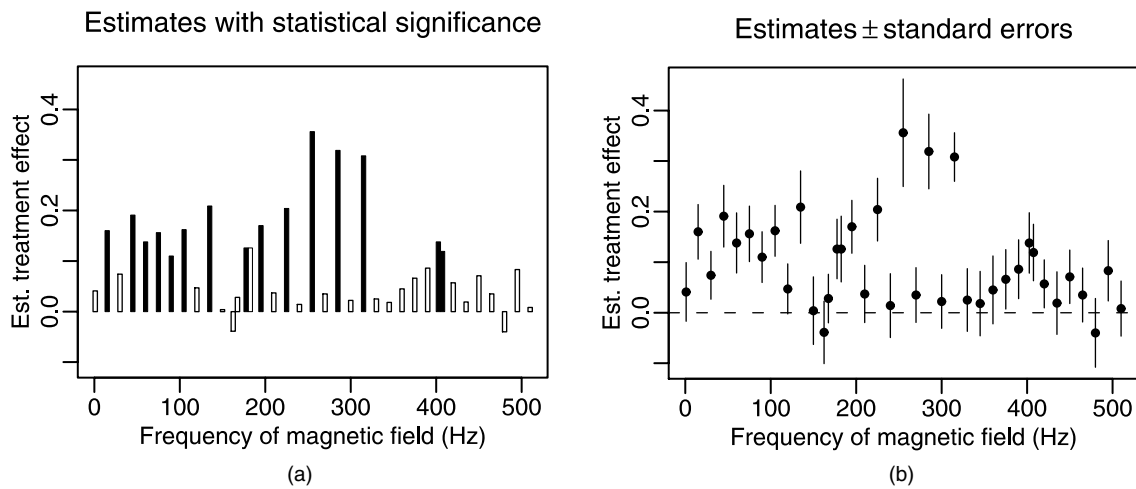 Estimates with statistical significance
Est. treatment effect
0.0
0.2
0.4
0 100 200 300 400 500
Frequency of magnetic field (Hz)
(a)
Estimates ± standard errors
Est. treatment effect
0.0
0.2
0.4
0 100 200 300 400 500
Frequency of magnetic field (Hz)
(b)